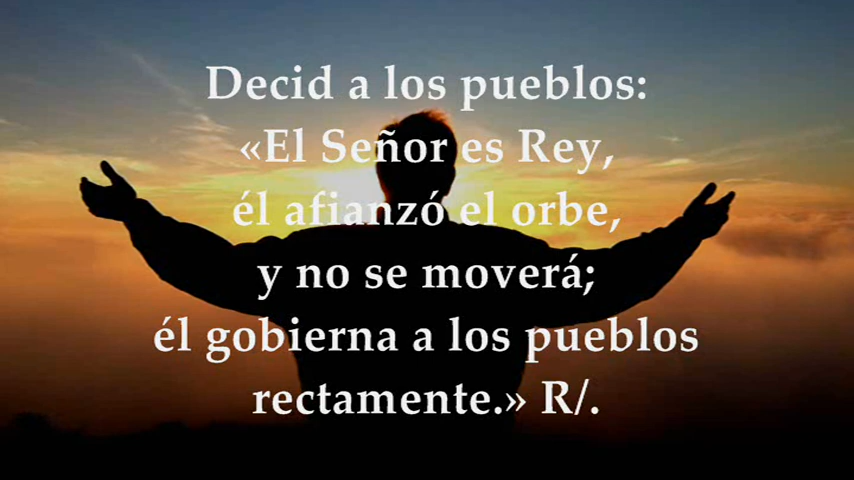 Decid a los pueblos:
«El Señor es Rey,
él afianzó el orbe,
y no se moverá;
él gobierna a los pueblos
rectamente.» R/.